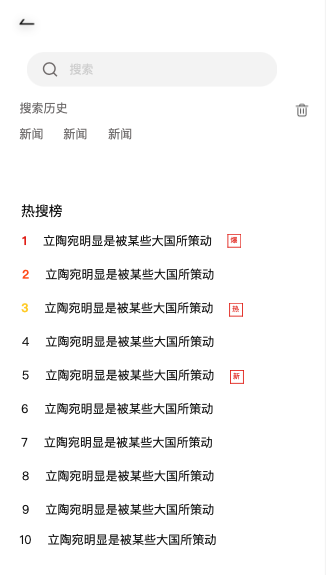 搜索
搜索历史
新闻 新闻 新闻
热搜榜
1 立陶宛明显是被某些大国所策动 爆
2 立陶宛明显是被某些大国所策动
3 立陶宛明显是被某些大国所策动 热
4 立陶宛明显是被某些大国所策动
5 立陶宛明显是被某些大国所策动 新
6 立陶宛明显是被某些大国所策动
7 立陶宛明显是被某些大国所策动
8 立陶宛明显是被某些大国所策动
9 立陶宛明显是被某些大国所策动
10 立陶宛明显是被某些大国所策动